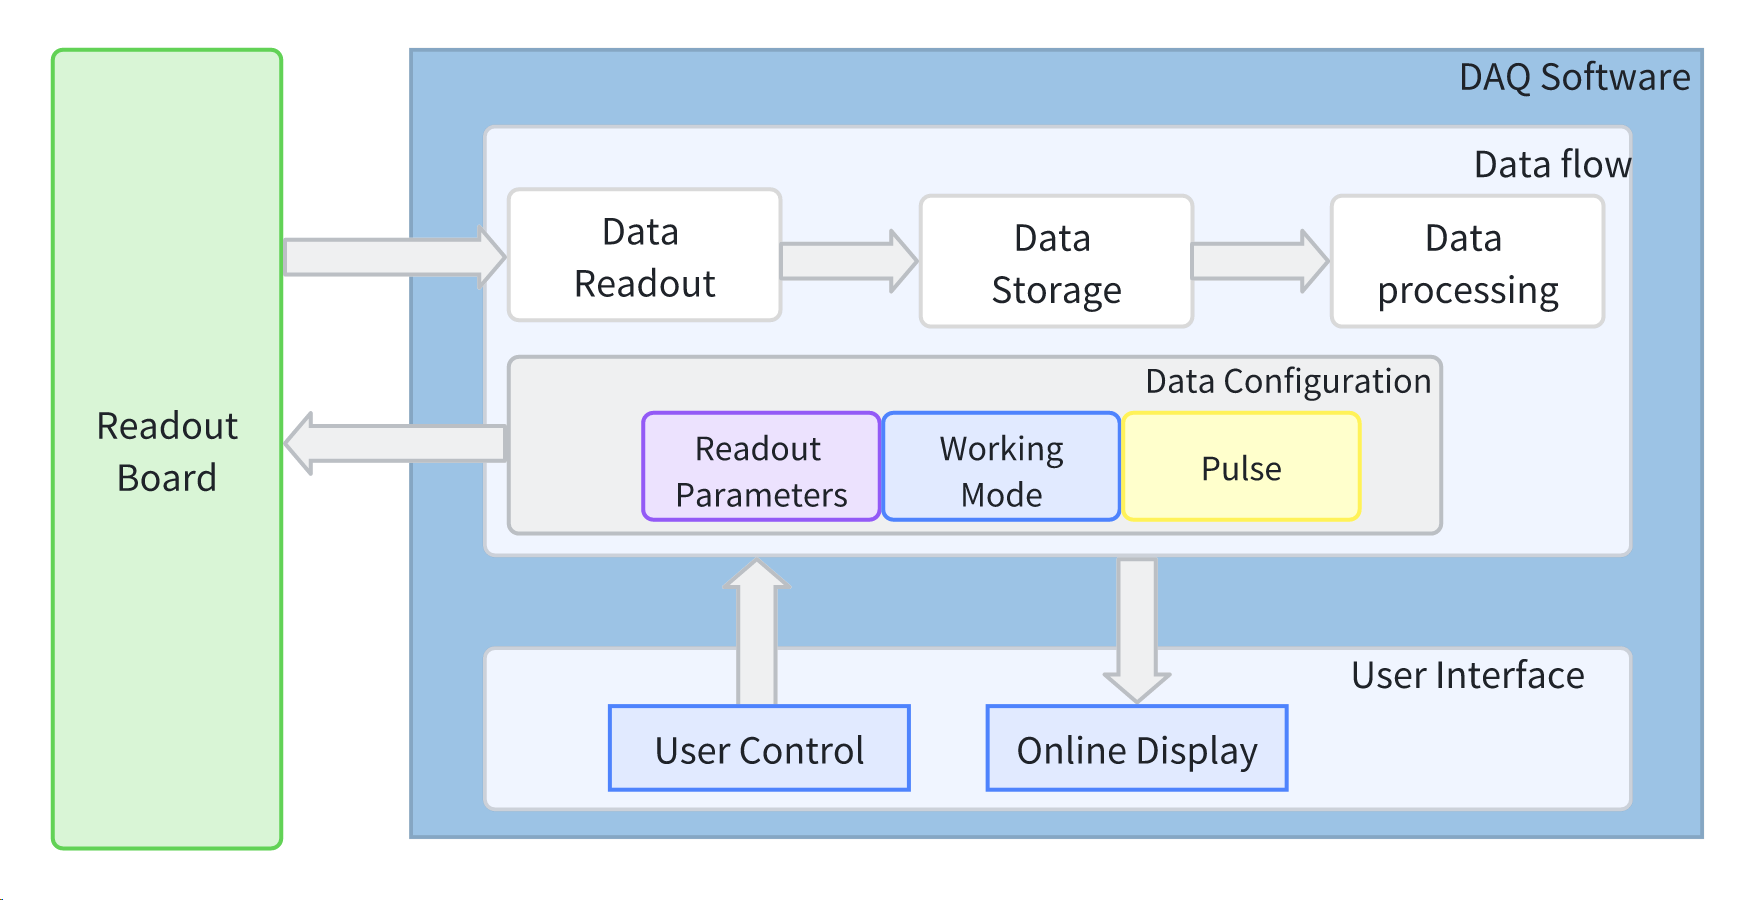 DAQ Software
Data flow
Data
Readout
Data
Storage
Data
processing
Readout
Board
Data Configuration
Readout
Parameters
Working
Mode
Pulse
User Interface
User Control
Online Display